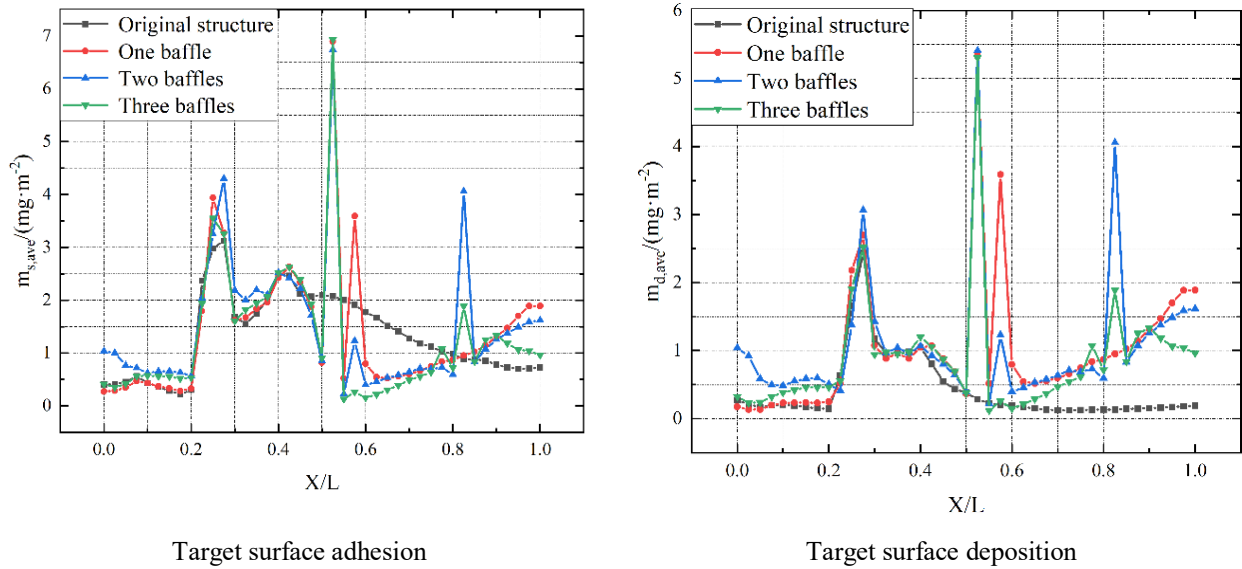 Original structure
One baffle
Two baffles
Three baffles
7
6
5
4
3
2
1
0
m_s,ave/(mg·m⁻²)
0.0 0.2 0.4 0.6 0.8 1.0
X/L
Target surface adhesion
Original structure
One baffle
Two baffles
Three baffles
6
5
4
3
2
1
0
m_d,ave/(mg·m⁻²)
0.0 0.2 0.4 0.6 0.8 1.0
X/L
Target surface deposition